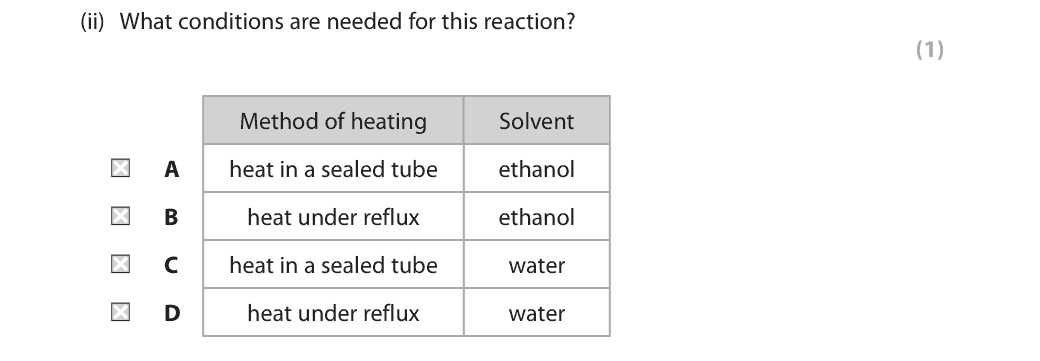 (ii) What conditions are needed for this reaction?
(1)
Method of heating Solvent
A heat in a sealed tube ethanol
B heat under reflux ethanol
C heat in a sealed tube water
D heat under reflux water